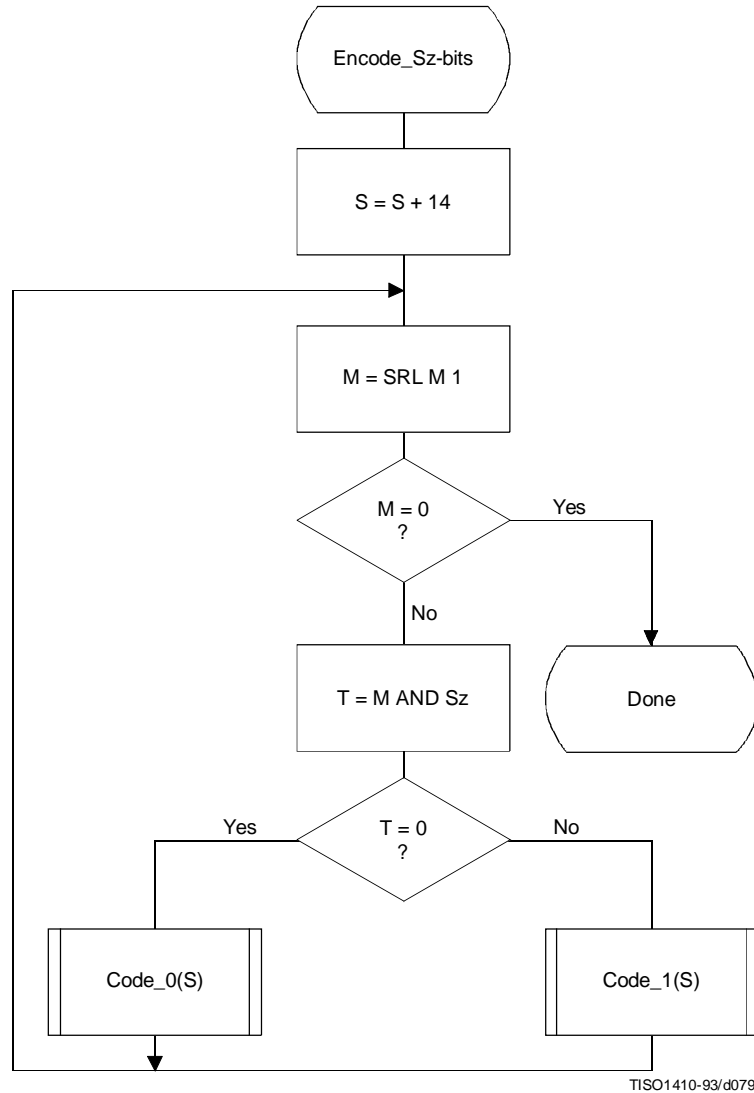 Encode_Sz-bits
S = S + 14
M = SRL M 1
M = 0
?
Yes
No
T = M AND Sz
Done
T = 0
?
Yes
No
Code_0(S)
Code_1(S)
TISO1410-93/d079